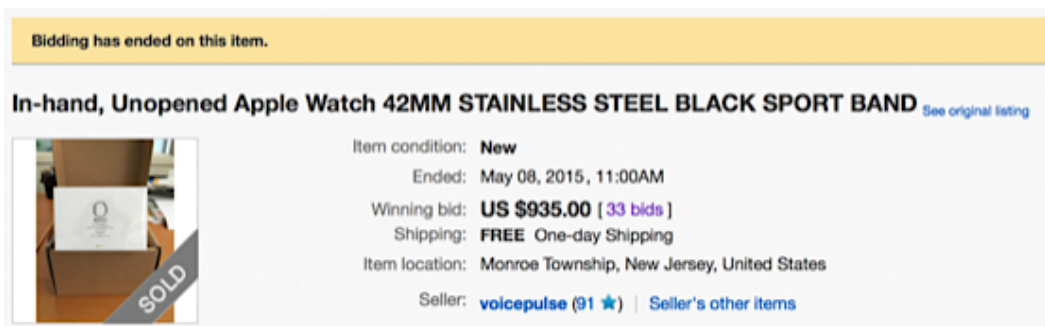 Bidding has ended on this item.
In-hand, Unopened Apple Watch 42MM STAINLESS STEEL BLACK SPORT BAND See original listing
Item condition: New
Ended: May 08, 2015, 11:00AM
Winning bid: US $935.00 [ 33 bids ]
Shipping: FREE One-day Shipping
Item location: Monroe Township, New Jersey, United States
Seller: voicepulse (91 ★) | Seller's other items
SOLD